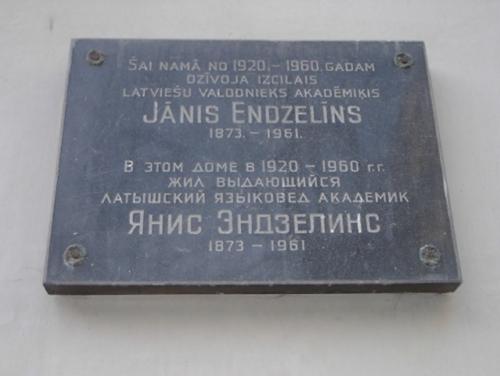 ŠAI NAMĀ NO 1920.–1960. GADAM
DZĪVOJA IZCILAIS
LATVIEŠU VALODNIEKS AKADĒMIĶIS
JĀNIS ENDZELĪNS
1873.–1961.
В ЭТОМ ДОМЕ В 1920 – 1960 Г.Г.
ЖИЛ ВЫДАЮЩИЙСЯ
ЛАТЫШСКИЙ ЯЗЫКОВЕД АКАДЕМИК
ЯНИС ЭНДЗЕЛИНС
1873 – 1961